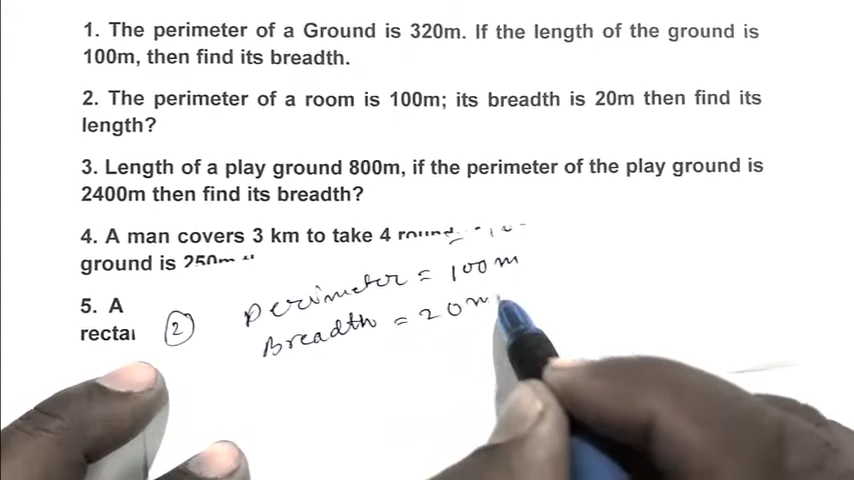 1. The perimeter of a Ground is 320m. If the length of the ground is
100m, then find its breadth.
2. The perimeter of a room is 100m; its breadth is 20m then find its
length?
3. Length of a play ground 800m, if the perimeter of the play ground is
2400m then find its breadth?
4. A man covers 3 km to take 4 round
ground is 250m
5. A
② Perimeter = 100m
Breadth = 20m